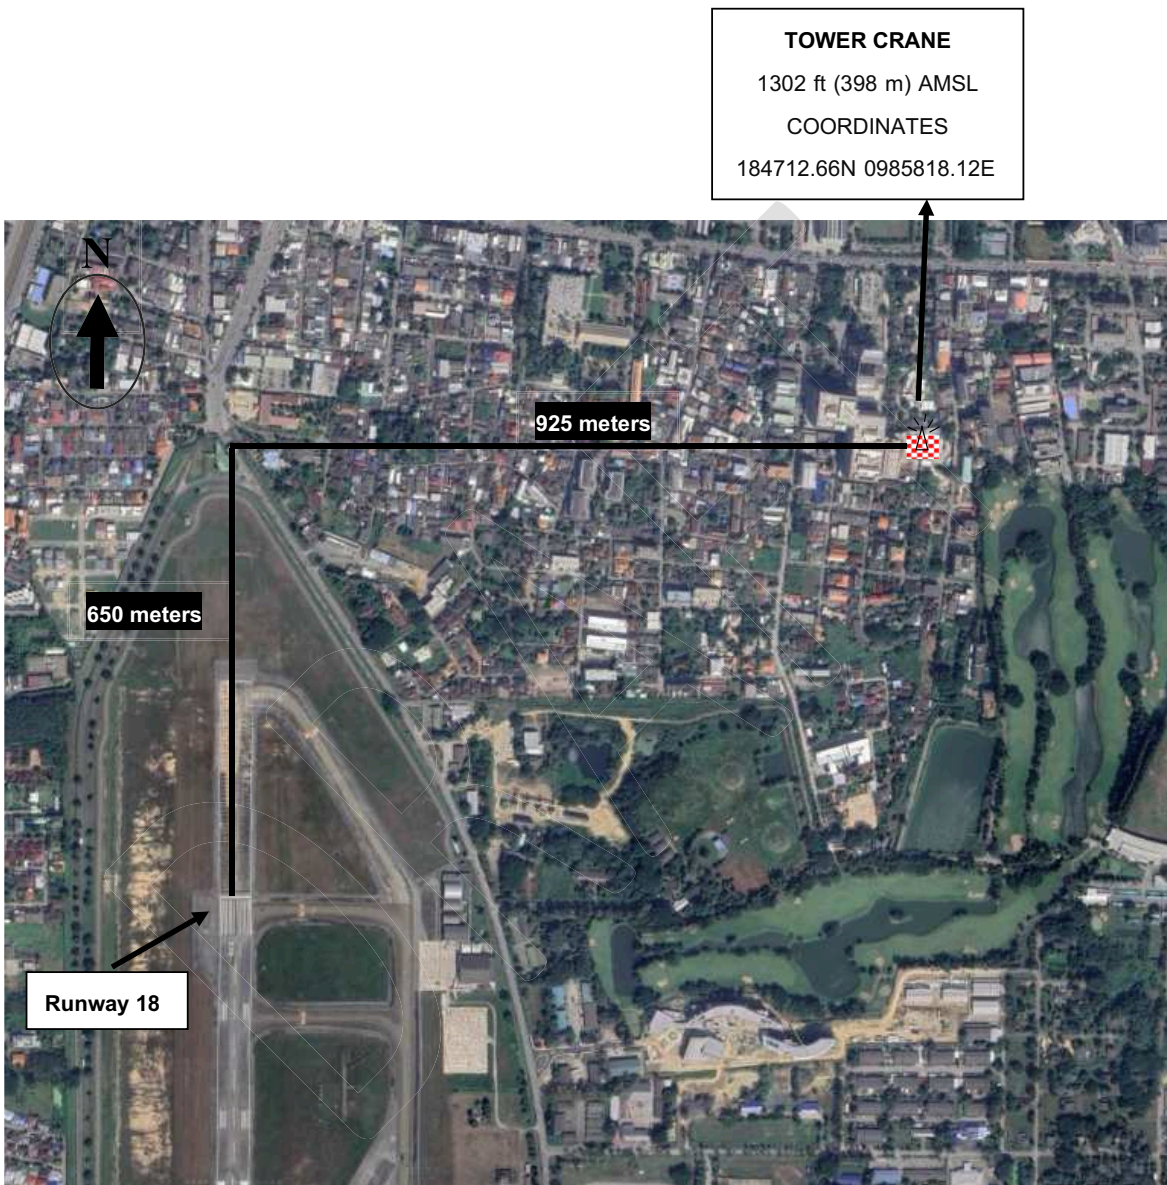 TOWER CRANE
1302 ft (398 m) AMSL
COORDINATES
184712.66N 0985818.12E
N
925 meters
650 meters
Runway 18